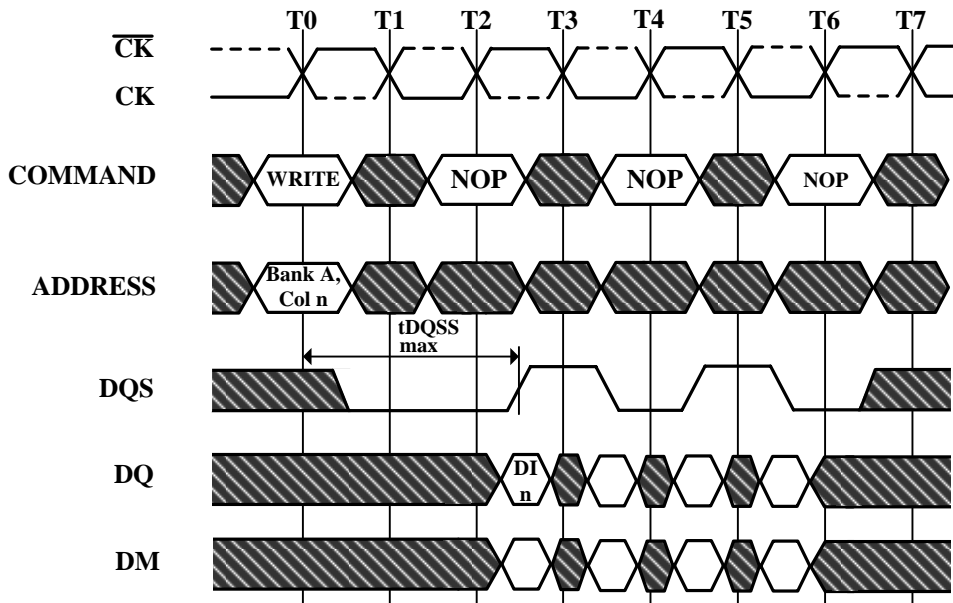 T0 T1 T2 T3 T4 T5 T6 T7
CK
CK
COMMAND
WRITE NOP NOP NOP
ADDRESS
Bank A,
Col n
tDQSS
max
DQS
DQ
DI
n
DM